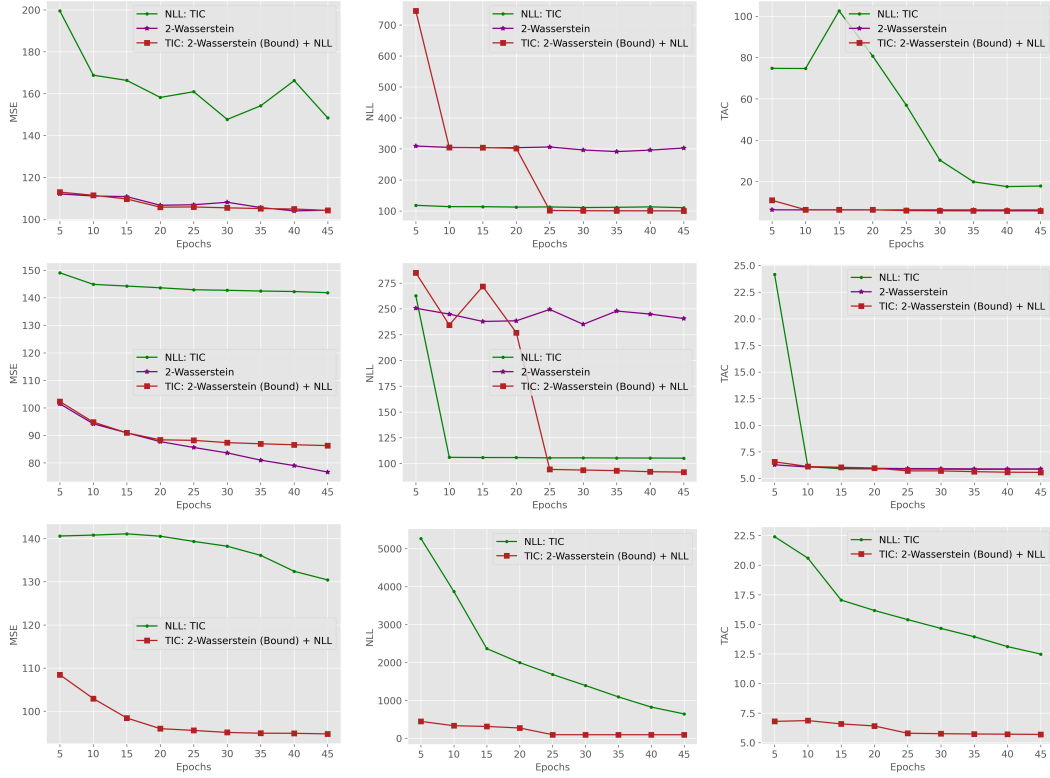 200
180
160
140
120
100
MSE
5 10 15 20 25 30 35 40 45
Epochs
NLL: TIC
2-Wasserstein
TIC: 2-Wasserstein (Bound) + NLL
700
600
500
400
300
200
100
NLL
5 10 15 20 25 30 35 40 45
Epochs
NLL: TIC
2-Wasserstein
TIC: 2-Wasserstein (Bound) + NLL
100
80
60
40
20
TAC
5 10 15 20 25 30 35 40 45
Epochs
NLL: TIC
2-Wasserstein
TIC: 2-Wasserstein (Bound) + NLL
150
140
130
120
110
100
90
80
MSE
5 10 15 20 25 30 35 40 45
Epochs
NLL: TIC
2-Wasserstein
TIC: 2-Wasserstein (Bound) + NLL
275
250
225
200
175
150
125
100
NLL
5 10 15 20 25 30 35 40 45
Epochs
NLL: TIC
2-Wasserstein
TIC: 2-Wasserstein (Bound) + NLL
25.0
22.5
20.0
17.5
15.0
12.5
10.0
7.5
5.0
TAC
5 10 15 20 25 30 35 40 45
Epochs
NLL: TIC
2-Wasserstein
TIC: 2-Wasserstein (Bound) + NLL
140
130
120
110
100
MSE
5 10 15 20 25 30 35 40 45
Epochs
NLL: TIC
TIC: 2-Wasserstein (Bound) + NLL
5000
4000
3000
2000
1000
0
NLL
5 10 15 20 25 30 35 40 45
Epochs
NLL: TIC
TIC: 2-Wasserstein (Bound) + NLL
22.5
20.0
17.5
15.0
12.5
10.0
7.5
5.0
TAC
5 10 15 20 25 30 35 40 45
Epochs
NLL: TIC
TIC: 2-Wasserstein (Bound) + NLL